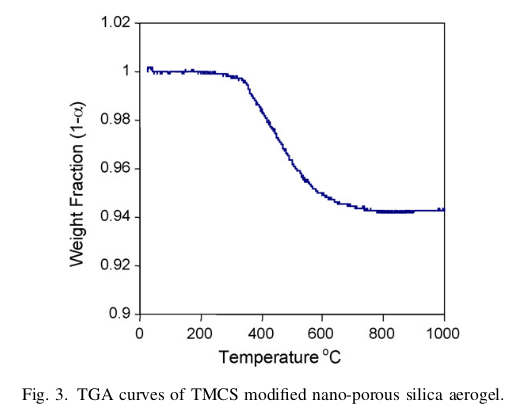 1.02
1
0.98
0.96
0.94
0.92
0.9
Weight Fraction (1-α)
0 200 400 600 800 1000
Temperature °C
Fig. 3. TGA curves of TMCS modified nano-porous silica aerogel.